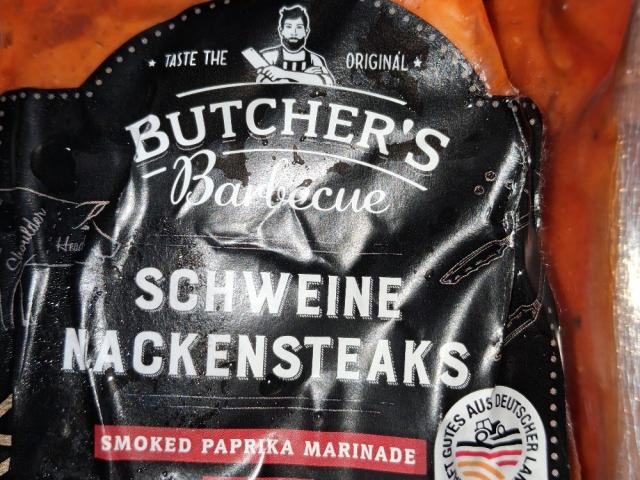 TASTE THE ORIGINAL
BUTCHER'S
Barbecue
Shoulder
Head
SCHWEINE
NACKENSTEAKS
SMOKED PAPRIKA MARINADE
GUTES AUS DEUTSCHER